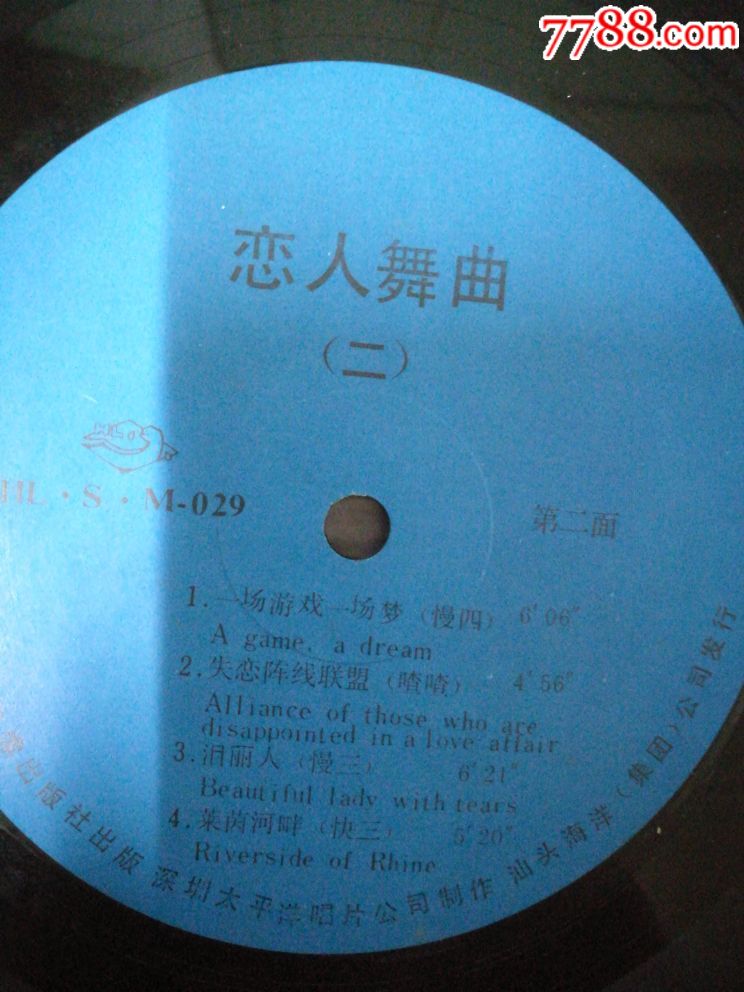 7788.com
恋人舞曲
（二）
HL·S·M-029
第二面
1.一场游戏一场梦（慢四） 6′06″
A game, a dream
2.失恋阵线联盟（喳喳） 4′56″
Alliance of those who are
disappointed in a love affair
3.泪丽人（慢三） 6′21″
Beautiful lady with tears
4.莱茵河畔（快三） 5′20″
Riverside of Rhine
出版社出版 深圳太平洋唱片公司制作 汕头海洋（集团）公司发行